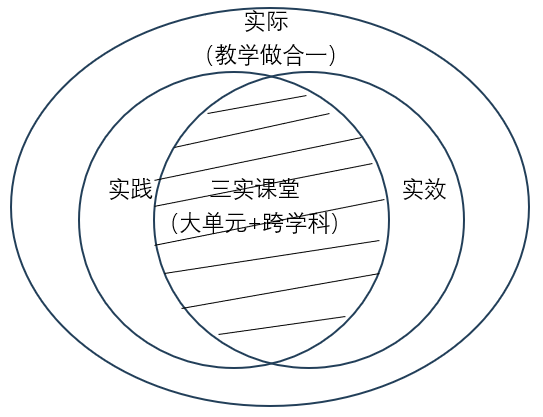 实际
（教学做合一）
实践
三实课堂
实效
（大单元+跨学科）